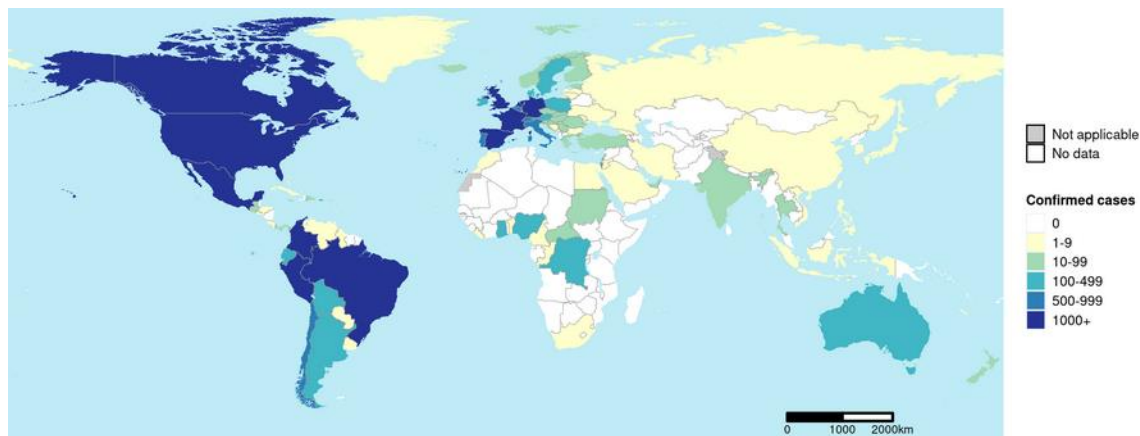 Not applicable
No data
Confirmed cases
0
1-9
10-99
100-499
500-999
1000+
0 1000 2000km